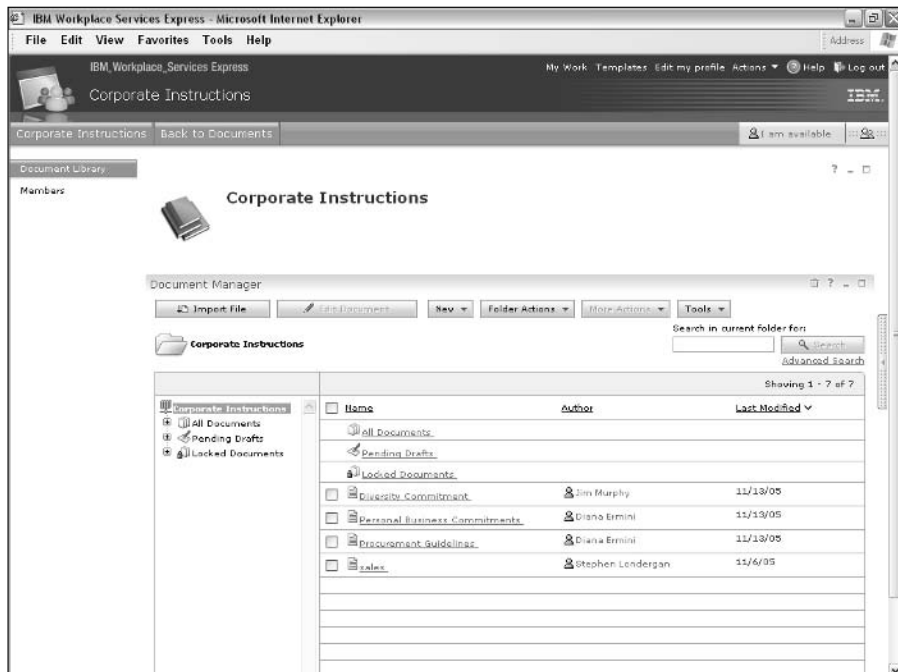 IBM Workplace Services Express - Microsoft Internet Explorer
File Edit View Favorites Tools Help
Address
IBM Workplace Services Express
My Work Templates Edit my profile Actions Help Log out
Corporate Instructions
IBM.
Corporate Instructions Back to Documents
I am available
Document Library
?
Members
Corporate Instructions
Document Manager
?
Import File Edit Document New Folder Actions More Actions Tools
Search in current folder for:
Corporate Instructions
Search
Advanced Search
Showing 1 - 7 of 7
Corporate Instructions
Name Author Last Modified
All Documents
All Documents
Pending Drafts
Pending Drafts
Locked Documents
Locked Documents
Diversity Commitment Jim Murphy 11/13/05
Personal Business Commitments Diana Ermini 11/13/05
Procurement Guidelines Diana Ermini 11/13/05
sales Stephen Londergan 11/6/05